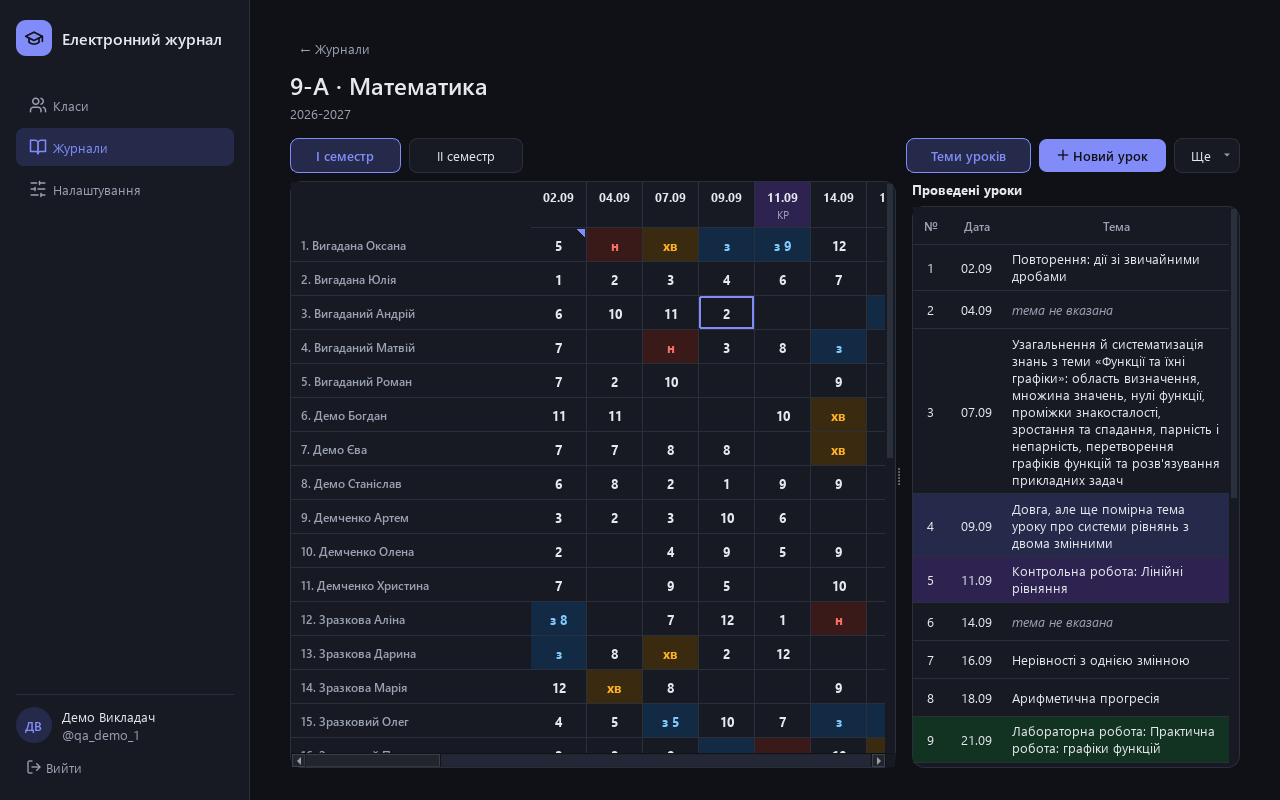 Електронний журнал
Класи
Журнали
Налаштування
Демо Викладач
@qa_demo_1
ДВ
Вийти
← Журнали
9-А · Математика
2026-2027
І семестр
ІІ семестр
Теми уроків
+ Новий урок
Ще
02.09 04.09 07.09 09.09 11.09 14.09
КР
1. Вигадана Оксана 5 н хв з з 9 12
2. Вигадана Юлія 1 2 3 4 6 7
3. Вигаданий Андрій 6 10 11 2
4. Вигаданий Матвій 7 н 3 8 з
5. Вигаданий Роман 7 2 10 9
6. Демо Богдан 11 11 10 хв
7. Демо Єва 7 7 8 8 хв
8. Демо Станіслав 6 8 2 1 9 9
9. Демченко Артем 3 2 3 10 6
10. Демченко Олена 2 4 9 5 9
11. Демченко Христина 7 9 5 10
12. Зразкова Аліна з 8 7 12 1 н
13. Зразкова Дарина з 8 хв 2 12
14. Зразкова Марія 12 хв 8 9
15. Зразковий Олег 4 5 з 5 10 7 з
Проведені уроки
№ Дата Тема
1 02.09 Повторення: дії зі звичайними
дробами
2 04.09 тема не вказана
3 07.09 Узагальнення й систематизація
знань з теми «Функції та їхні
графіки»: область визначення,
множина значень, нулі функції,
проміжки знакосталості,
зростання та спадання, парність і
непарність, перетворення
графіків функцій та розв'язування
прикладних задач
4 09.09 Довга, але ще помірна тема
уроку про системи рівнянь з
двома змінними
5 11.09 Контрольна робота: Лінійні
рівняння
6 14.09 тема не вказана
7 16.09 Нерівності з однією змінною
8 18.09 Арифметична прогресія
9 21.09 Лабораторна робота: Практична
робота: графіки функцій